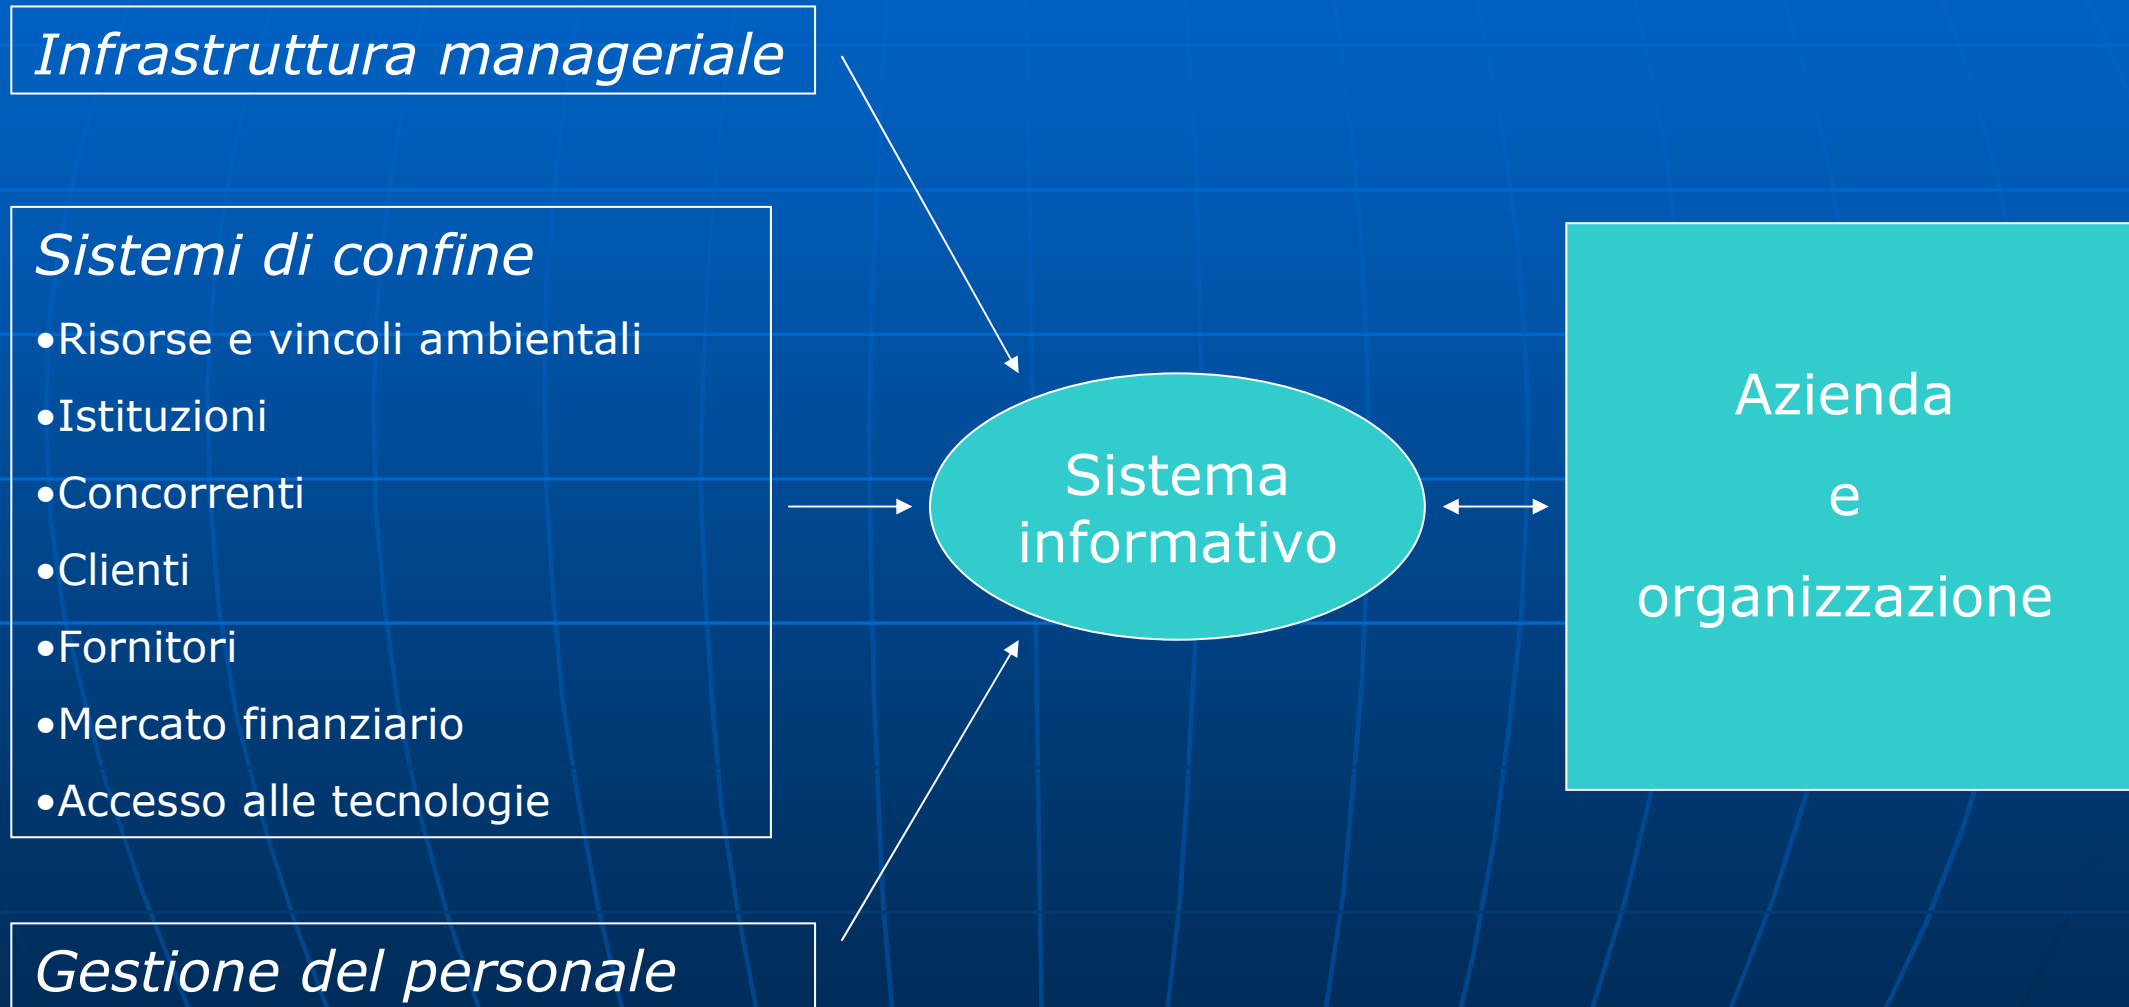 Infrastruttura manageriale
Sistemi di confine
•Risorse e vincoli ambientali
•Istituzioni
•Concorrenti
•Clienti
•Fornitori
•Mercato finanziario
•Accesso alle tecnologie
Gestione del personale
Sistema
informativo
Azienda
e
organizzazione